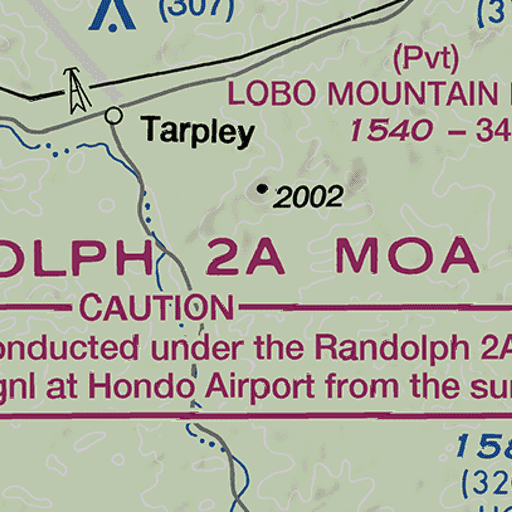 (307)
(Pvt)
LOBO MOUNTAIN
1540 - 34
Tarpley
2002
OLPH 2A MOA
CAUTION
onducted under the Randolph 2A
gnl at Hondo Airport from the su
158
(32